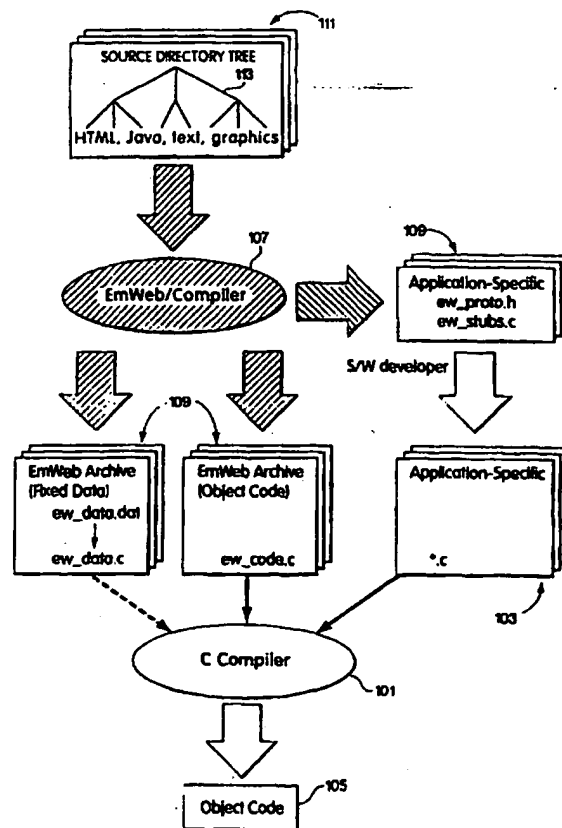 111
SOURCE DIRECTORY TREE
113
HTML, Java, text, graphics
107
EmWeb/Compiler
109
Application-Specific
ew_proto.h
ew_stubs.c
S/W developer
109
EmWeb Archive
(Fixed Data)
ew_data.dat
ew_data.c
EmWeb Archive
(Object Code)
ew_code.c
Application-Specific
*.c
103
C Compiler
101
105
Object Code